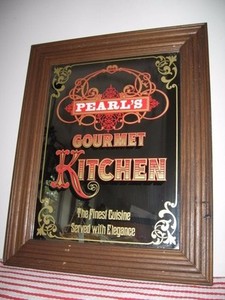 PEARL'S
GOURMET
KITCHEN
The Finest Cuisine
Served with Elegance